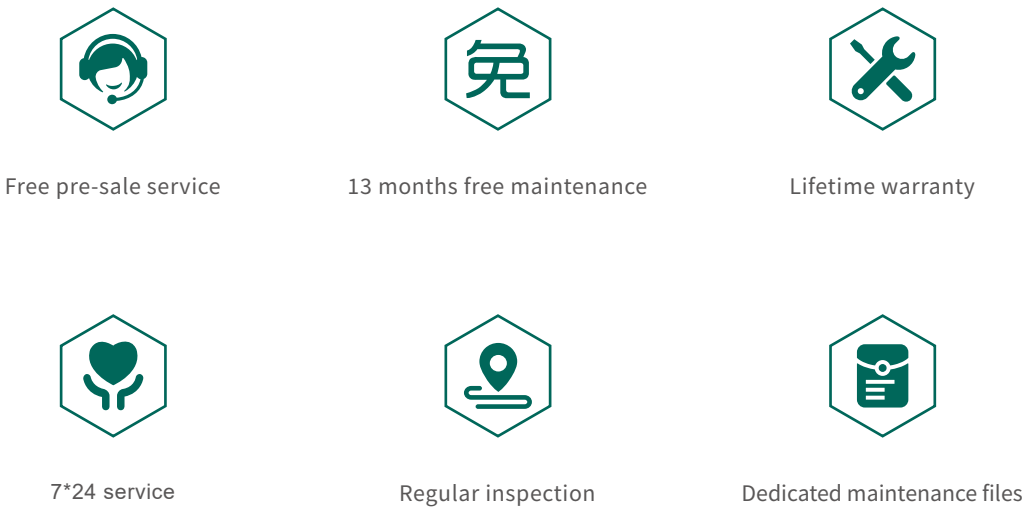 免
Free pre-sale service
13 months free maintenance
Lifetime warranty
7*24 service
Regular inspection
Dedicated maintenance files